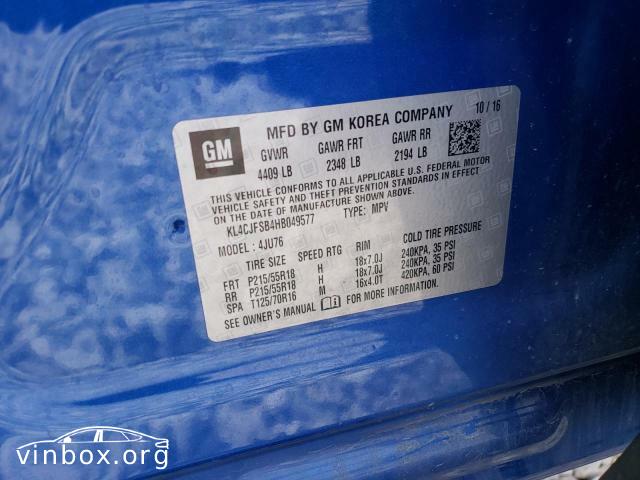 GM
MFD BY GM KOREA COMPANY 10/16
GVWR GAWR FRT GAWR RR
4409 LB 2348 LB 2194 LB
THIS VEHICLE CONFORMS TO ALL APPLICABLE U.S. FEDERAL MOTOR
VEHICLE SAFETY AND THEFT PREVENTION STANDARDS IN EFFECT
ON THE DATE OF MANUFACTURE SHOWN ABOVE.
KL4CJFSB4HB049577 TYPE: MPV
MODEL: 4JU76
TIRE SIZE SPEED RTG RIM COLD TIRE PRESSURE
FRT P215/55R18 H 18x7.0J 240KPA, 35 PSI
RR P215/55R18 H 18x7.0J 240KPA, 35 PSI
SPA T125/70R16 M 16x4.0T 420KPA, 60 PSI
SEE OWNER'S MANUAL FOR MORE INFORMATION.
vinbox.org